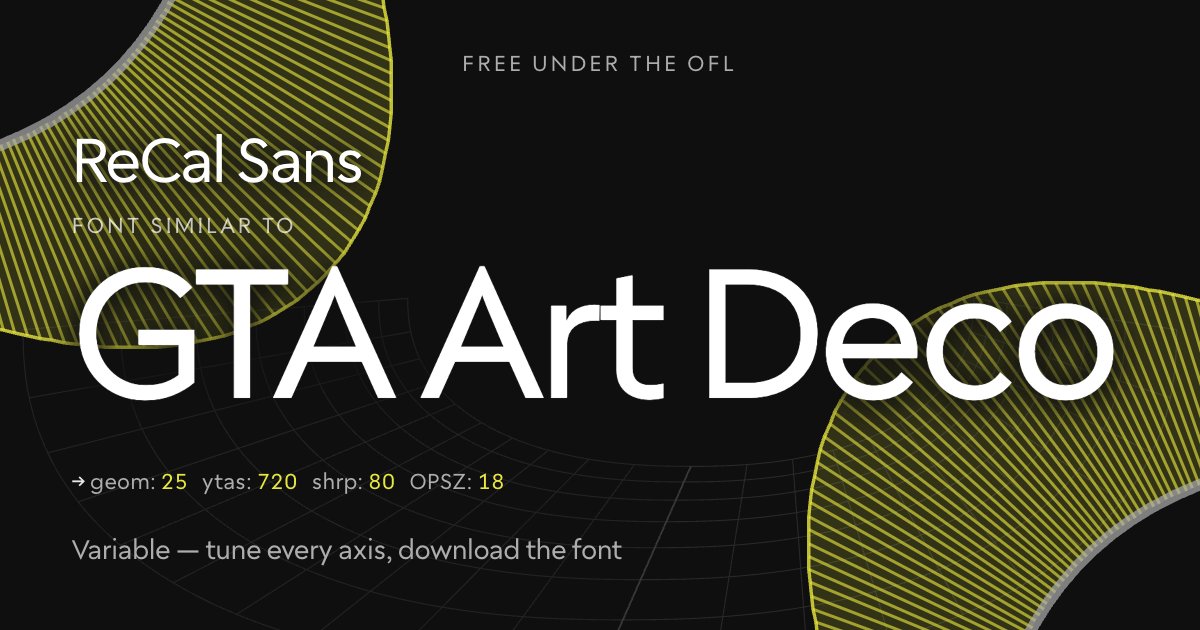 FREE UNDER THE OFL
ReCal Sans
FONT SIMILAR TO
GTA Art Deco
→ geom: 25 ytas: 720 shrp: 80 OPSZ: 18
Variable — tune every axis, download the font